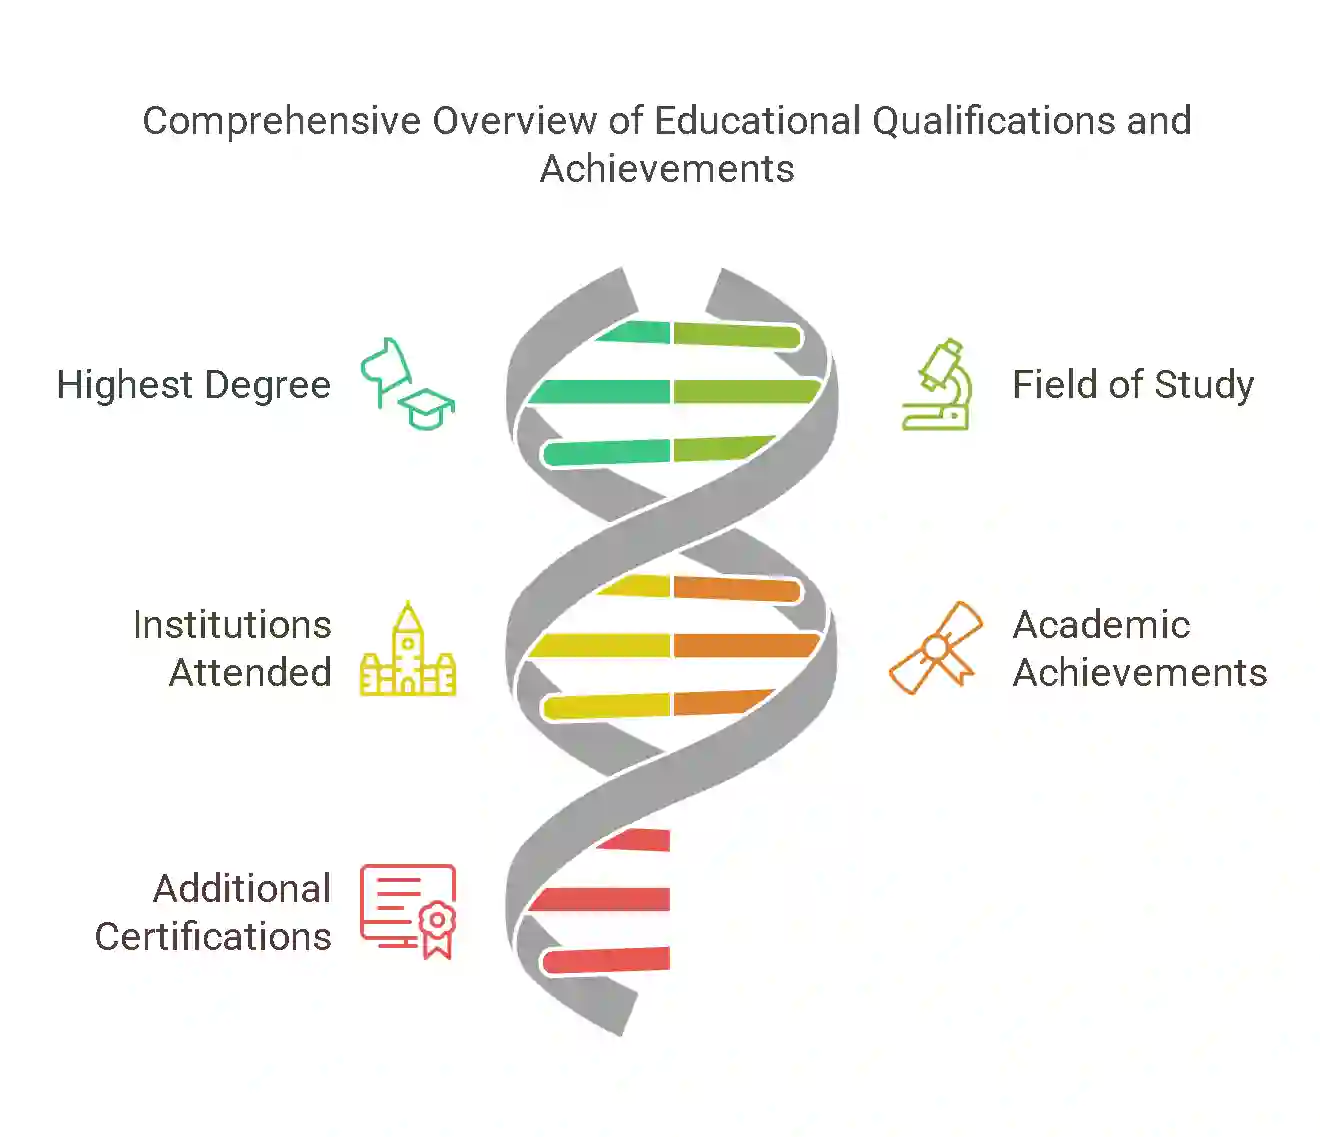 Comprehensive Overview of Educational Qualifications and
Achievements
Highest Degree
Field of Study
Institutions
Attended
Academic
Achievements
Additional
Certifications